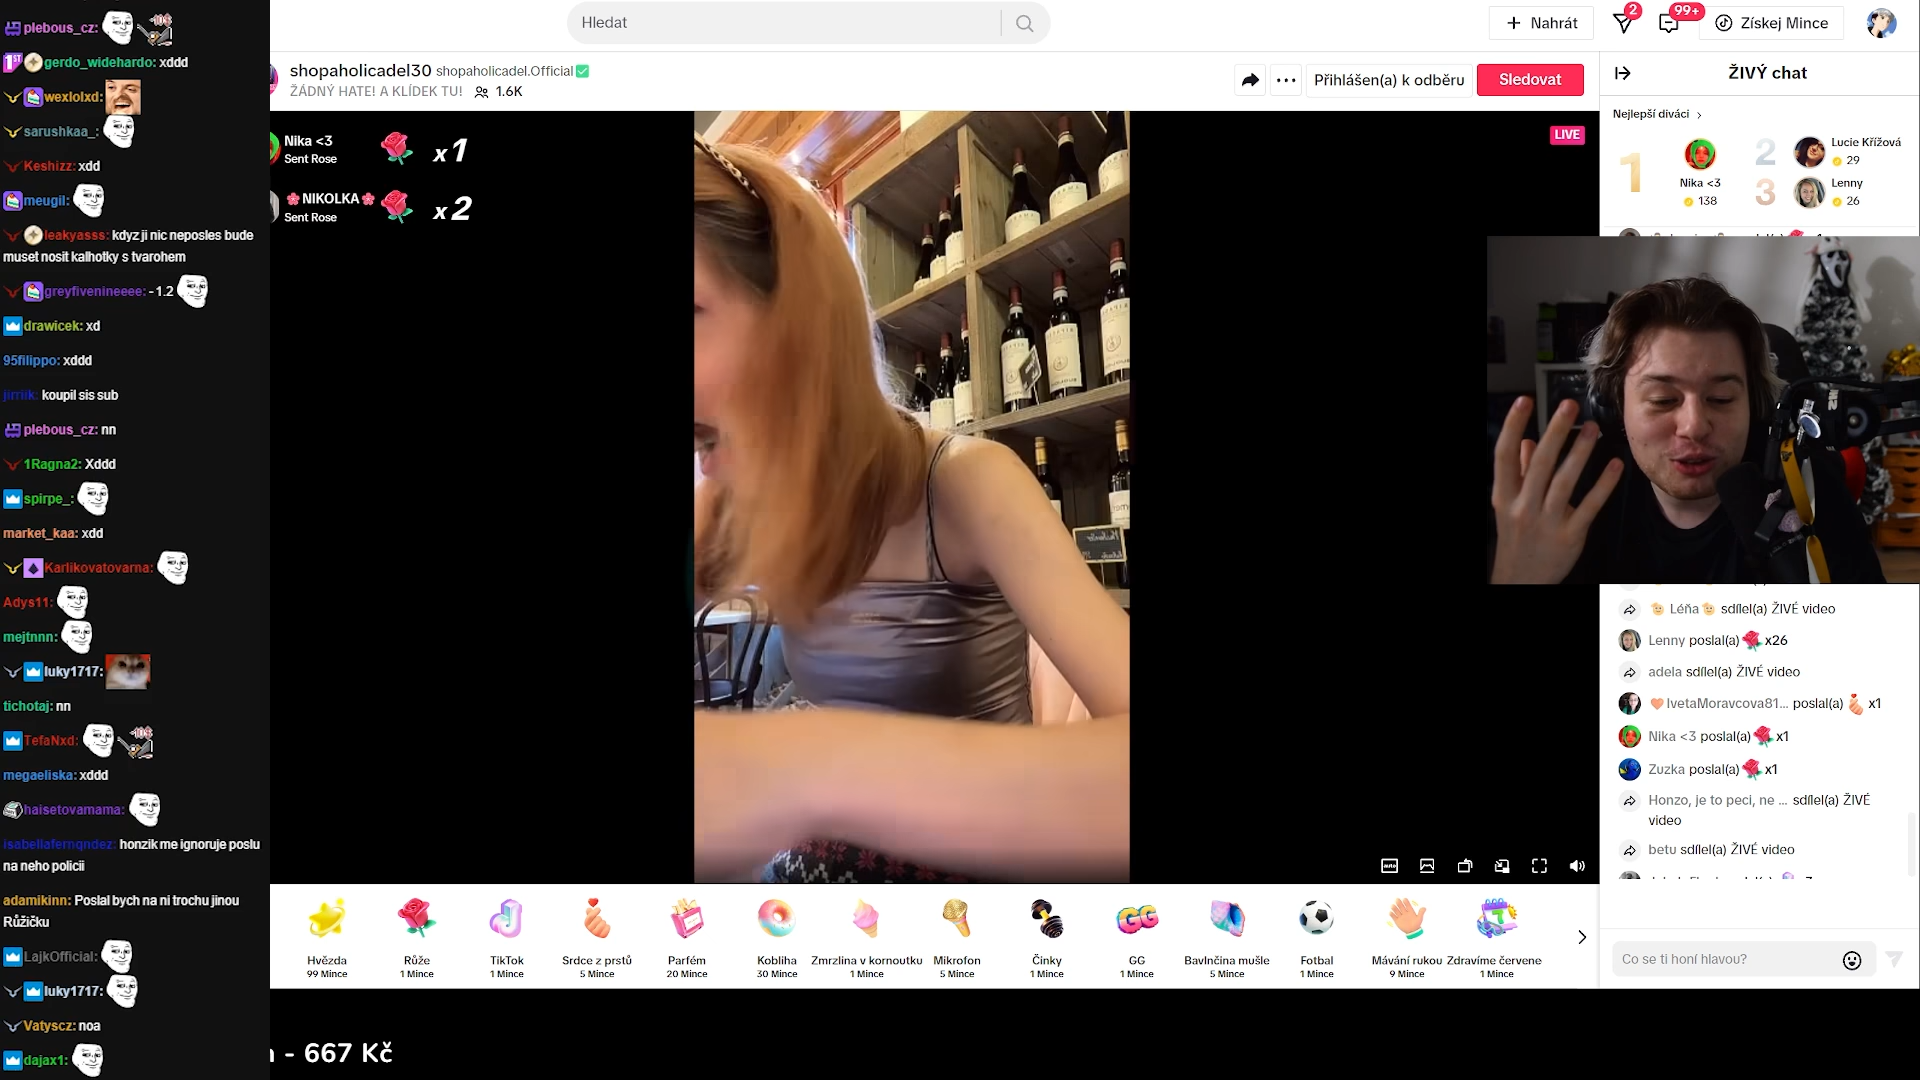 plebous_cz:
gerdo_widehardo: xddd
wexlolxd:
sarushkaa_:
Keshizz: xdd
meugil:
leakyasss: kdyz ji nic neposles bude
muset nosit kalhotky s tvarohem
greyfivenineeee: -1.2
drawicek: xd
95filippo: xddd
jirriik: koupil sis sub
plebous_cz: nn
1Ragna2: Xddd
spirpe_:
market_kaa: xdd
Karlikovatovarna:
Adys11:
mejtnnn:
luky1717:
tichotaj: nn
TefaNxd:
megaeliska: xddd
haisetovamama:
isabellafernqndez: honzik me ignoruje poslu
na neho policii
adamikinn: Poslal bych na ni trochu jinou
Růžičku
LajkOfficial:
luky1717:
Vatyscz: noa
dajax1:
Hledat
Nahrát
2
99+
Získej Mince
shopaholicadel30 shopaholicadel.Official
ŽÁDNÝ HATE! A KLÍDEK TU! 1.6K
Přihlášen(a) k odběru
Sledovat
LIVE
Nika <3
Sent Rose
x1
NIKOLKA
Sent Rose
x2
Hvězda
99 Mince
Růže
1 Mince
TikTok
1 Mince
Srdce z prstů
5 Mince
Parfém
20 Mince
Kobliha
30 Mince
Zmrzlina v kornoutku
1 Mince
Mikrofon
5 Mince
Činky
1 Mince
GG
1 Mince
Bavlnčina mušle
5 Mince
Fotbal
1 Mince
Mávání rukou
9 Mince
Zdravíme červene
1 Mince
- 667 Kč
ŽIVÝ chat
Nejlepší diváci
1
Nika <3
138
2
Lucie Křížová
29
3
Lenny
26
Léňa sdílel(a) ŽIVÉ video
Lenny poslal(a) x26
adela sdílel(a) ŽIVÉ video
IvetaMoravcova81... poslal(a) x1
Nika <3 poslal(a) x1
Zuzka poslal(a) x1
Honzo, je to peci, ne ... sdílel(a) ŽIVÉ
video
betu sdílel(a) ŽIVÉ video
Co se ti honí hlavou?